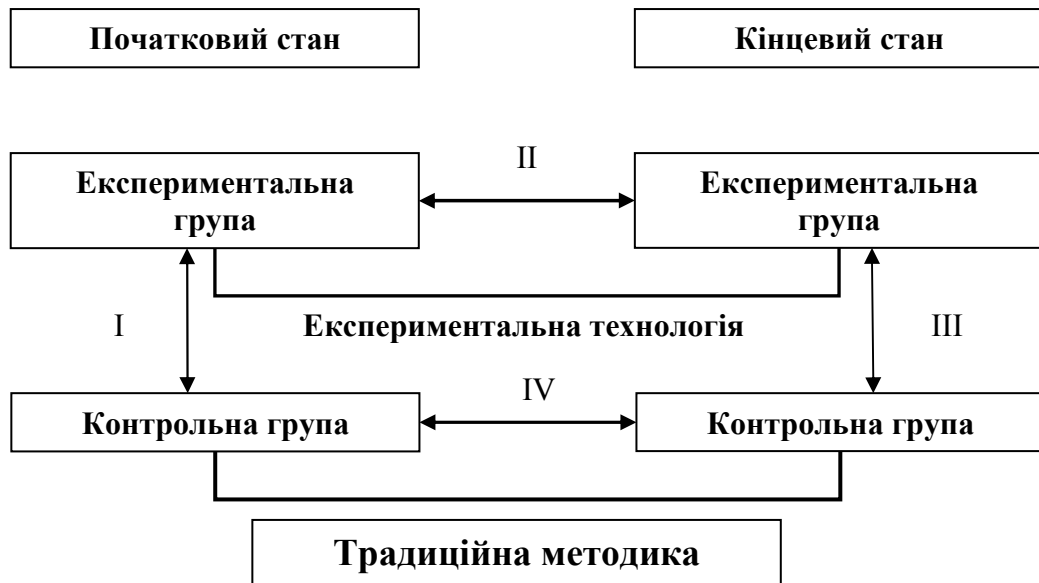 Початковий стан
Кінцевий стан
II
Експериментальна
група
Експериментальна
група
I
Експериментальна технологія
III
IV
Контрольна група
Контрольна група
Традиційна методика